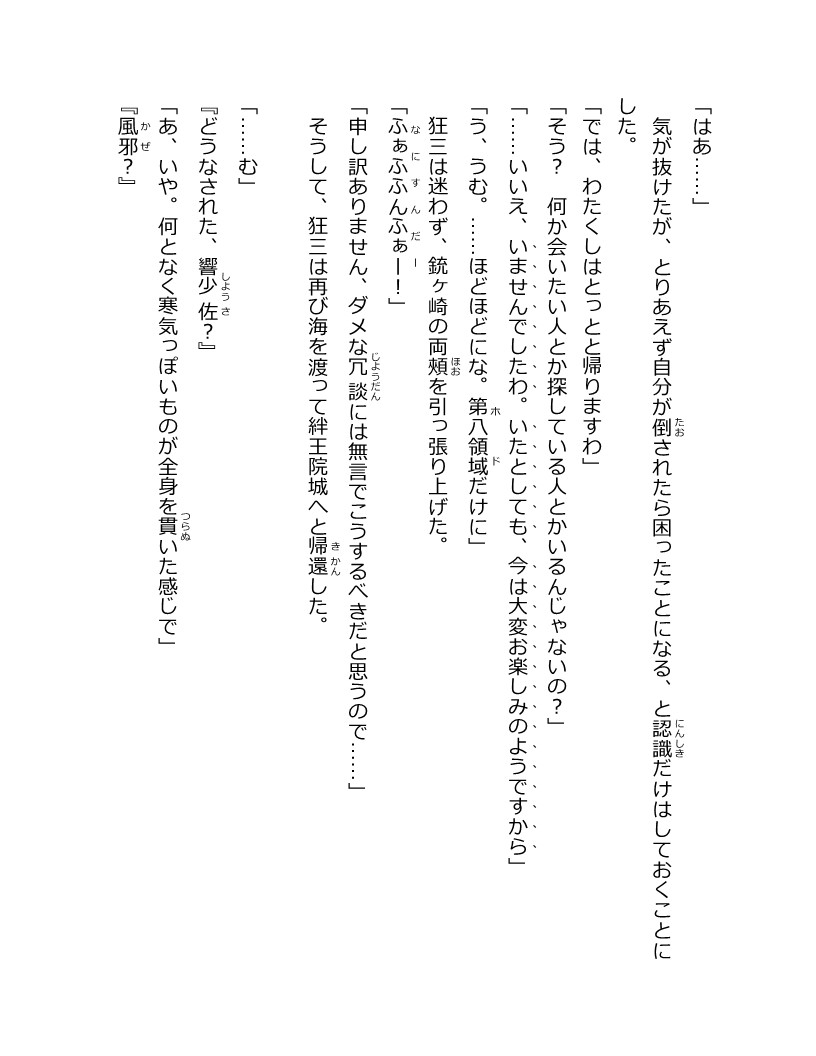 「はあ……」
気が抜けたが、とりあえず自分が倒されたら困ったことになる、と認識だけはしておくことに
した。
「では、わたくしはとっとと帰りますわ」
「そう？　何か会いたい人とか探している人とかいるんじゃないの？」
「……いいえ、いませんでしたわ。いたとしても、今は大変お楽しみのようですから」
「う、うむ。……ほどほどにな。第八領域だけに」
狂三は迷わず、銃ヶ崎の両頰を引っ張り上げた。
「ふぁふふんふぁー！」
「申し訳ありません、ダメな冗談には無言でこうするべきだと思うので……」
そうして、狂三は再び海を渡って絆王院城へと帰還した。
「……む」
『どうなされた、響少佐？』
「あ、いや。何となく寒気っぽいものが全身を貫いた感じで」
『風邪？』